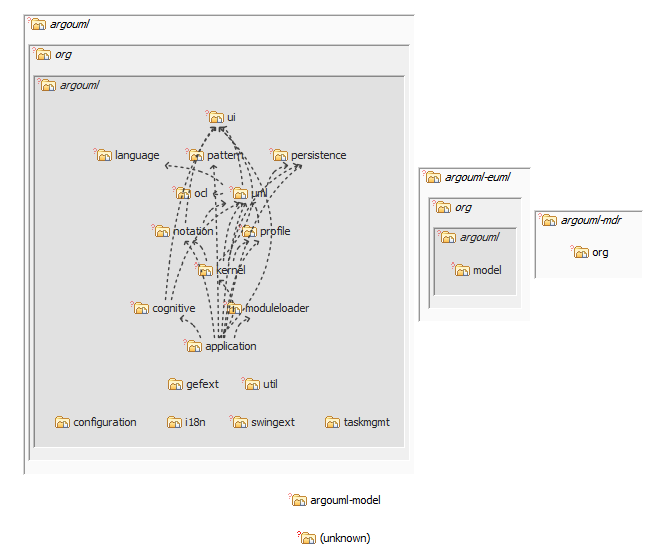 argouml
org
argouml
ui
language
pattern
persistence
ocl
uml
notation
profile
kernel
cognitive
moduleloader
application
gefext
util
configuration
i18n
swingext
taskmgmt
argouml-euml
org
argouml
model
argouml-mdr
org
argouml-model
(unknown)